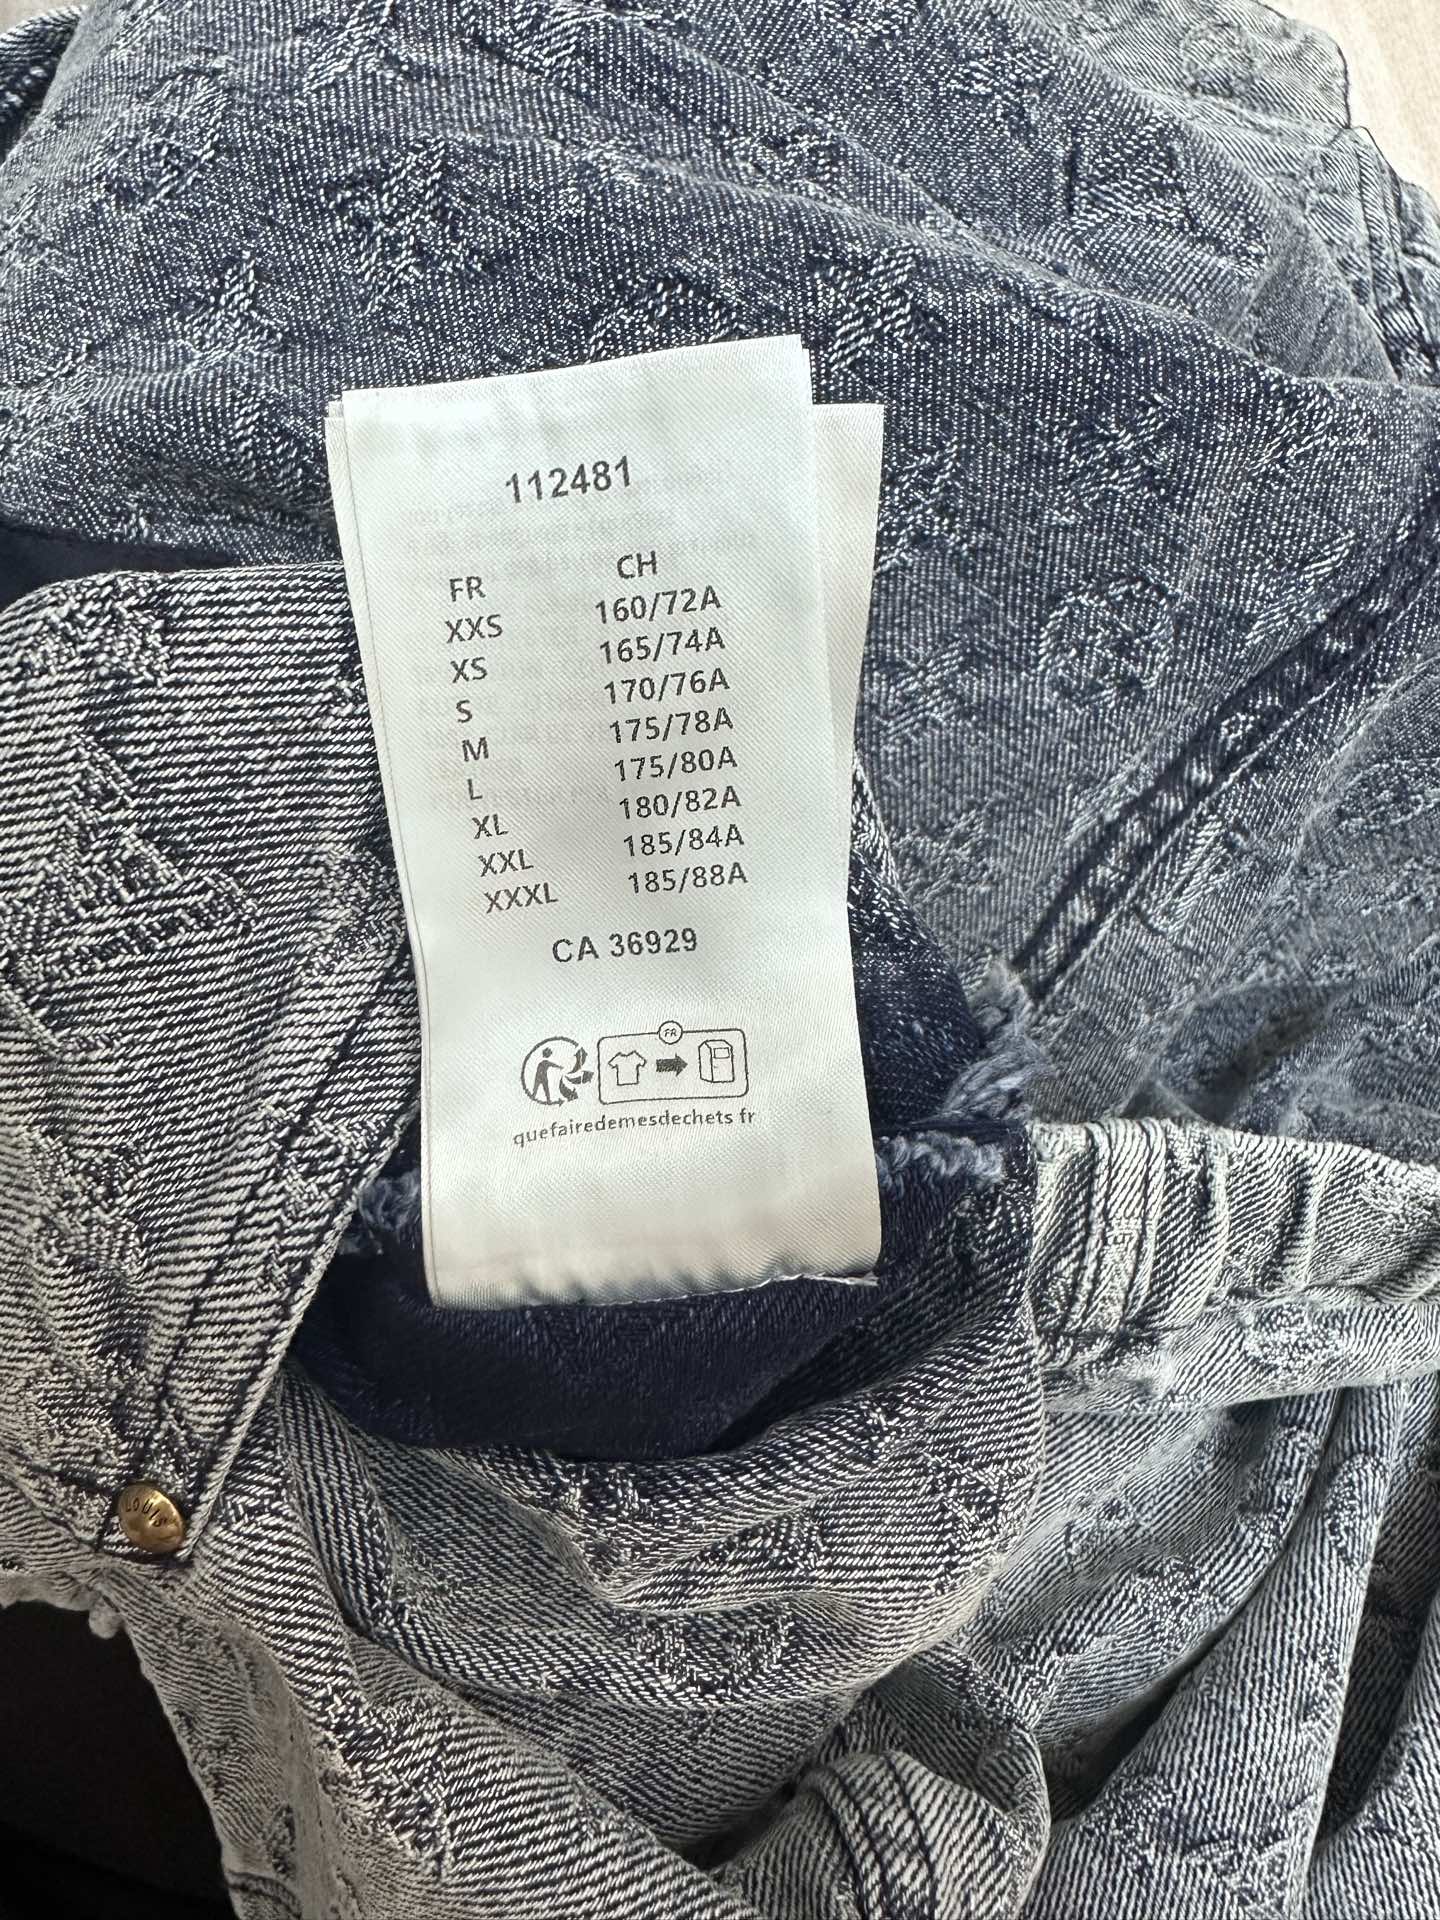 112481
FR CH
XXS 160/72A
XS 165/74A
S 170/76A
M 175/78A
L 175/80A
XL 180/82A
XXL 185/84A
XXXL 185/88A
CA 36929
FR
quefairedemesdechets fr
LOUIS